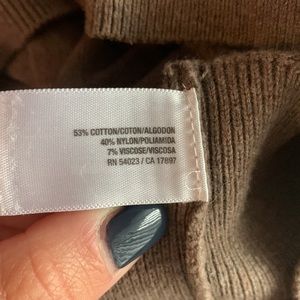 53% COTTON/COTON/ALGODON
40% NYLON/POLIAMIDA
7% VISCOSE/VISCOSA
RN 54023 / CA 17897